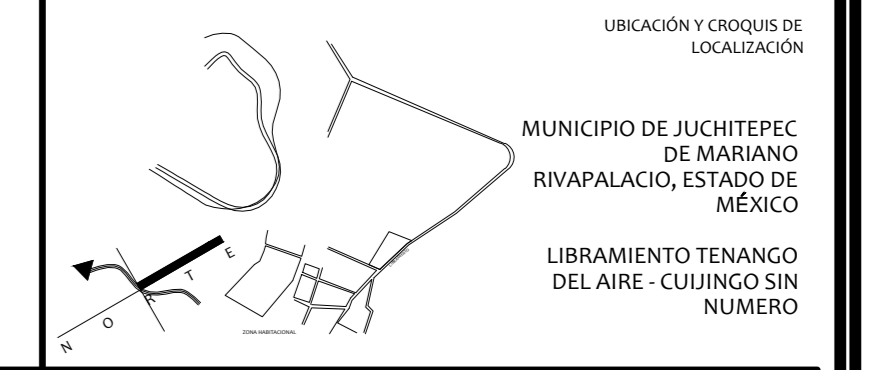 UBICACIÓN Y CROQUIS DE
LOCALIZACIÓN
MUNICIPIO DE JUCHITEPEC
DE MARIANO
RIVAPALACIO, ESTADO DE
MÉXICO
LIBRAMIENTO TENANGO
DEL AIRE - CUIJINGO SIN
NUMERO
NORTE
ZONA HABITACIONAL